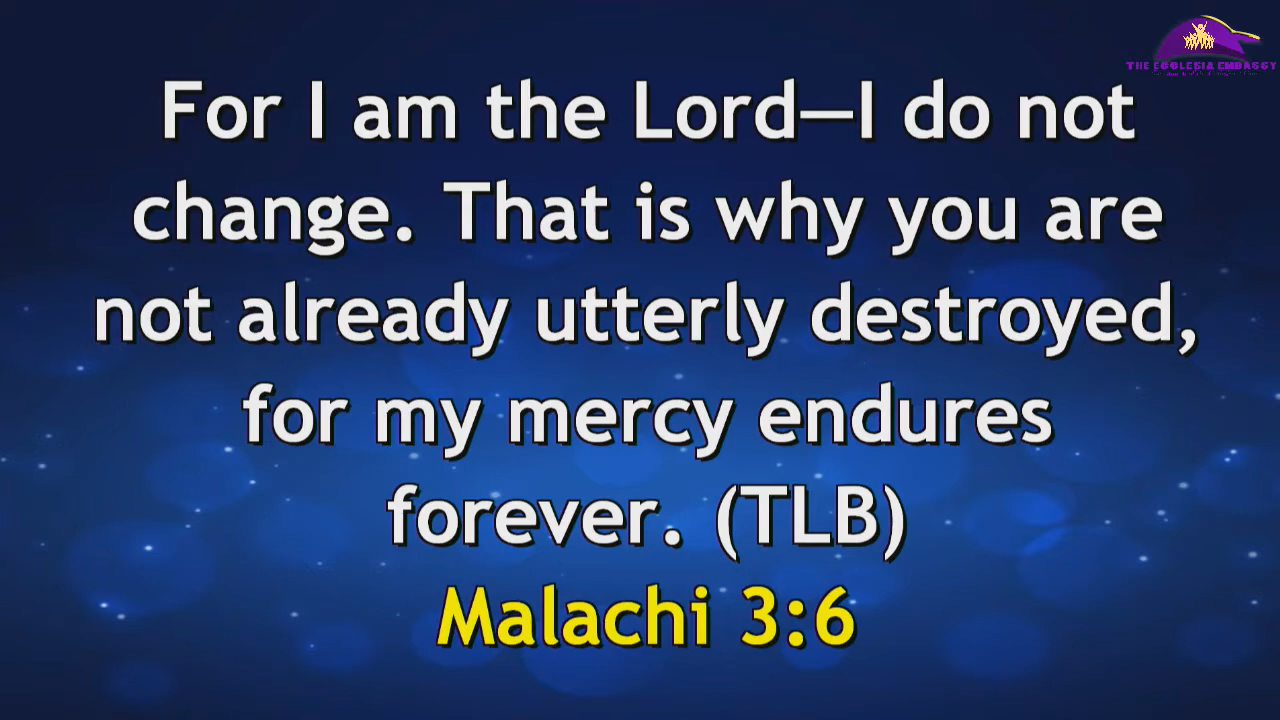 THE ECCLESIA EMBASSY
For I am the Lord—I do not
change. That is why you are
not already utterly destroyed,
for my mercy endures
forever. (TLB)
Malachi 3:6